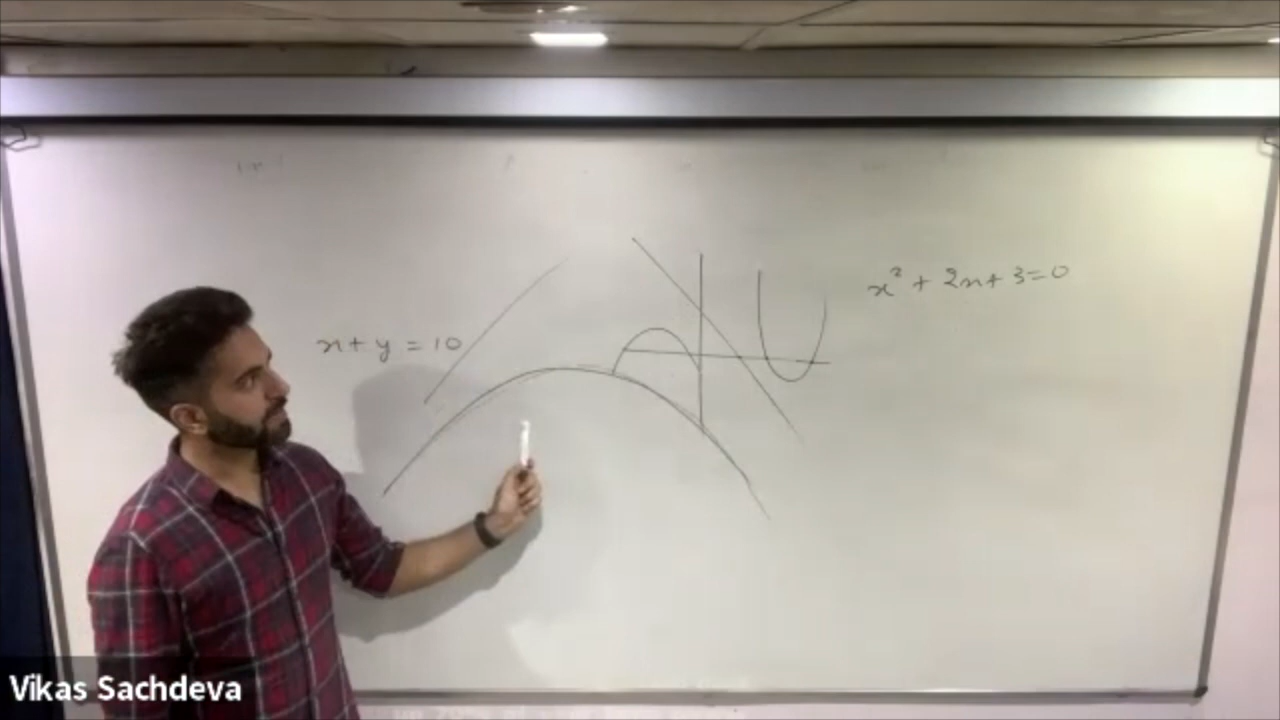 x + y = 10
x² + 2x + 3 = 0
Vikas Sachdeva